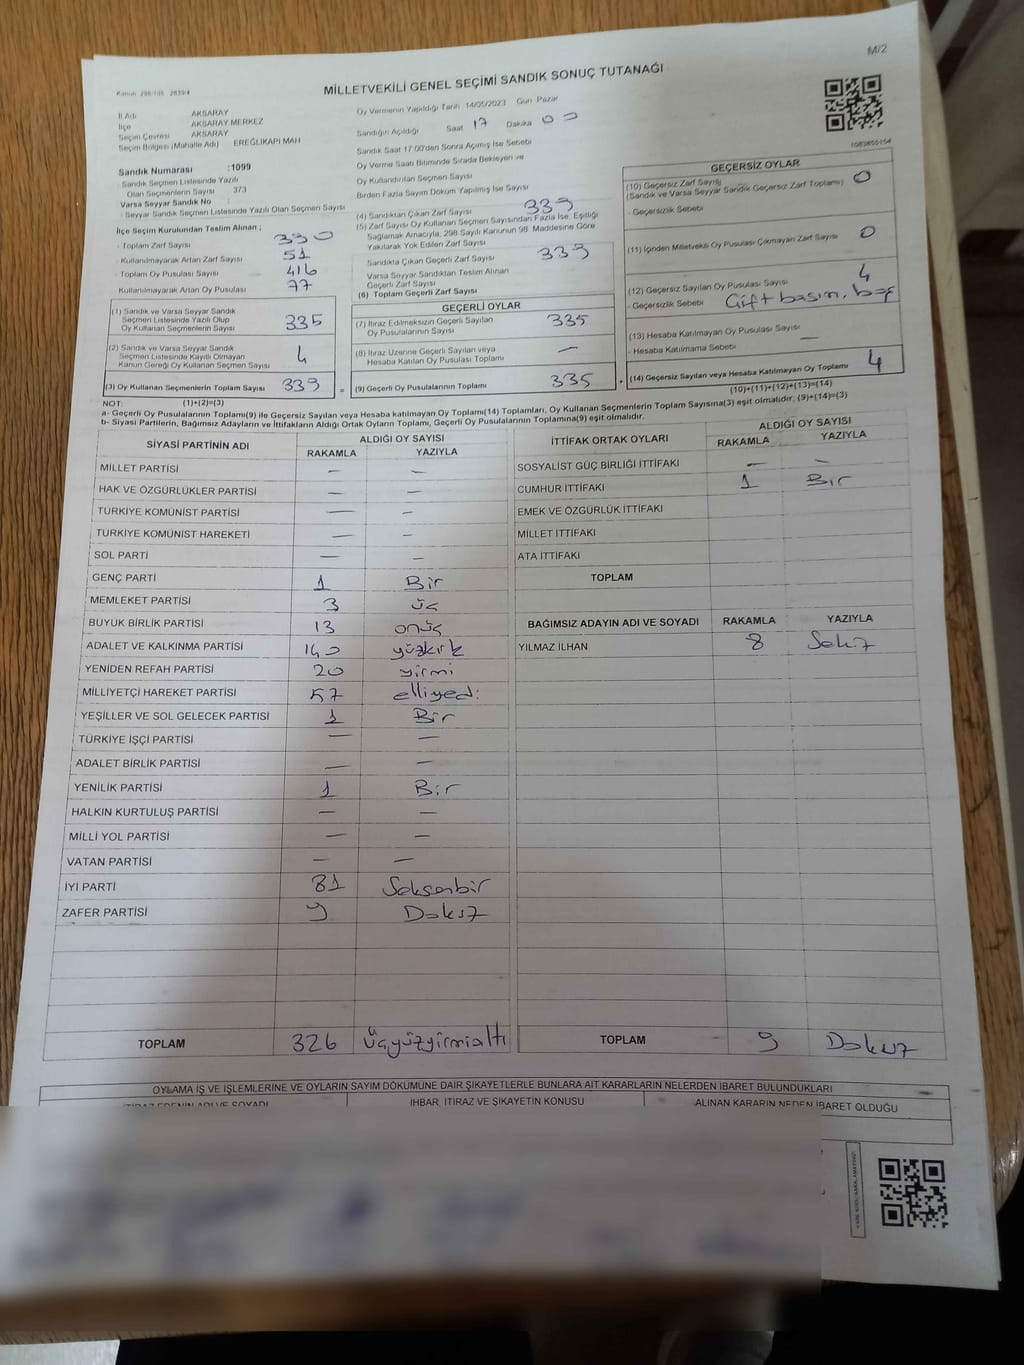 M/2
Kanun 298/105 2839/4
MİLLETVEKİLİ GENEL SEÇİMİ SANDIK SONUÇ TUTANAĞI
İl Adı AKSARAY
İlçe AKSARAY MERKEZ
Seçim Çevresi AKSARAY
Seçim Bölgesi (Mahalle Adı) EREĞLİKAPI MAH
Sandık Numarası :1099
Sandık Seçmen Listesinde Yazılı
Olan Seçmenlerin Sayısı 373
Varsa Seyyar Sandık No :
Seyyar Sandık Seçmen Listesinde Yazılı Olan Seçmen Sayısı
İlçe Seçim Kurulundan Teslim Alınan ;
- Toplam Zarf Sayısı 330
- Kullanılmayarak Artan Zarf Sayısı 51
- Toplam Oy Pusulası Sayısı 416
- Kullanılmayarak Artan Oy Pusulası 77
(1) Sandık ve Varsa Seyyar Sandık
Seçmen Listesinde Yazılı Olup
Oy Kullanan Seçmenlerin Sayısı 335
(2) Sandık ve Varsa Seyyar Sandık
Seçmen Listesinde Kayıtlı Olmayan
Kanun Gereği Oy Kullanan Seçmen Sayısı 4
(3) Oy Kullanan Seçmenlerin Toplam Sayısı 339 =
Oy Vermenin Yapıldığı Tarih 14/05/2023 Gün Pazar
Sandığın Açıldığı Saat 17 Dakika 00
Sandık Saat 17.00'den Sonra Açılmış İse Sebebi
Oy Verme Saati Bitiminde Sırada Bekleyen ve
Oy Kullandırılan Seçmen Sayısı
Birden Fazla Sayım Döküm Yapılmış İse Sayısı
(4) Sandıktan Çıkan Zarf Sayısı 339
(5) Zarf Sayısı Oy Kullanan Seçmen Sayısından Fazla İse, Eşitliği
Sağlamak Amacıyla, 298 Sayılı Kanunun 98. Maddesine Göre
Yakılarak Yok Edilen Zarf Sayısı
Sandıkta Çıkan Geçerli Zarf Sayısı 339
Varsa Seyyar Sandıktan Teslim Alınan
Geçerli Zarf Sayısı
(6) Toplam Geçerli Zarf Sayısı
GEÇERLİ OYLAR
(7) İtiraz Edilmeksizin Geçerli Sayılan
Oy Pusulalarının Sayısı 335
(8) İtiraz Üzerine Geçerli Sayılan veya
Hesaba Katılan Oy Pusulası Toplamı —
(9) Geçerli Oy Pusulalarının Toplamı 335 +
1083855154
GEÇERSİZ OYLAR
(10) Geçersiz Zarf Sayısı
(Sandık ve Varsa Seyyar Sandık Geçersiz Zarf Toplamı) 0
- Geçersizlik Sebebi
(11) İçinden Milletvekili Oy Pusulası Çıkmayan Zarf Sayısı 0
(12) Geçersiz Sayılan Oy Pusulası Sayısı 4
- Geçersizlik Sebebi Çift basım, boş
(13) Hesaba Katılmayan Oy Pusulası Sayısı —
- Hesaba Katılmama Sebebi
(14) Geçersiz Sayılan veya Hesaba Katılmayan Oy Toplamı 4
(10)+(11)+(12)+(13)=(14)
NOT: (1)+(2)=(3)
a- Geçerli Oy Pusulalarının Toplamı(9) ile Geçersiz Sayılan veya Hesaba katılmayan Oy Toplamı(14) Toplamları, Oy Kullanan Seçmenlerin Toplam Sayısına(3) eşit olmalıdır. (9)+(14)=(3)
b- Siyasi Partilerin, Bağımsız Adayların ve İttifakların Aldığı Ortak Oyların Toplamı, Geçerli Oy Pusulalarının Toplamına(9) eşit olmalıdır.
SİYASİ PARTİNİN ADI ALDIĞI OY SAYISI
RAKAMLA YAZIYLA
MİLLET PARTİSİ — —
HAK VE ÖZGÜRLÜKLER PARTİSİ — —
TÜRKİYE KOMÜNİST PARTİSİ — —
TÜRKİYE KOMÜNİST HAREKETİ — —
SOL PARTİ — —
GENÇ PARTİ 1 Bir
MEMLEKET PARTİSİ 3 üç
BÜYÜK BİRLİK PARTİSİ 13 onüç
ADALET VE KALKINMA PARTİSİ 140 yüzkırk
YENİDEN REFAH PARTİSİ 20 yirmi
MİLLİYETÇİ HAREKET PARTİSİ 57 elliyedi
YEŞİLLER VE SOL GELECEK PARTİSİ 1 Bir
TÜRKİYE İŞÇİ PARTİSİ — —
ADALET BİRLİK PARTİSİ — —
YENİLİK PARTİSİ 1 Bir
HALKIN KURTULUŞ PARTİSİ — —
MİLLİ YOL PARTİSİ — —
VATAN PARTİSİ — —
İYİ PARTİ 81 Seksenbir
ZAFER PARTİSİ 9 Dokuz
TOPLAM 326 üçyüzyirmialtı
İTTİFAK ORTAK OYLARI ALDIĞI OY SAYISI
RAKAMLA YAZIYLA
SOSYALİST GÜÇ BİRLİĞİ İTTİFAKI — —
CUMHUR İTTİFAKI 1 Bir
EMEK VE ÖZGÜRLÜK İTTİFAKI
MİLLET İTTİFAKI
ATA İTTİFAKI
TOPLAM
BAĞIMSIZ ADAYIN ADI VE SOYADI RAKAMLA YAZIYLA
YILMAZ İLHAN 8 Sekiz
TOPLAM 9 Dokuz
OYLAMA İŞ VE İŞLEMLERİNE VE OYLARIN SAYIM DÖKÜMÜNE DAİR ŞİKAYETLERLE BUNLARA AİT KARARLARIN NELERDEN İBARET BULUNDUKLARI
İTİRAZ EDENİN ADI VE SOYADI IHBAR, İTİRAZ VE ŞİKAYETİN KONUSU ALINAN KARARIN NEDEN İBARET OLDUĞU